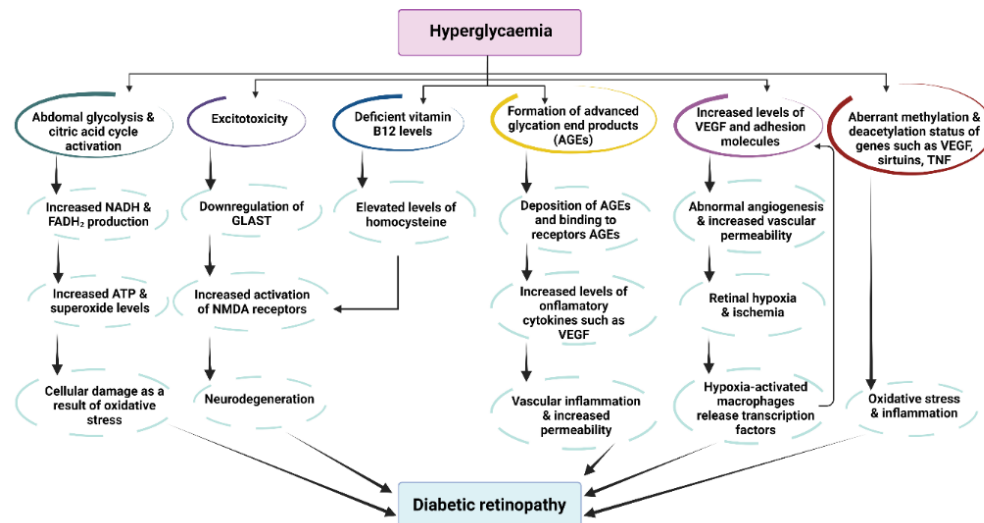 Hyperglycaemia
Abdomal glycolysis &
citric acid cycle
activation
Excitotoxicity
Deficient vitamin
B12 levels
Formation of advanced
glycation end products
(AGEs)
Increased levels of
VEGF and adhesion
molecules
Aberrant methylation &
deacetylation status of
genes such as VEGF,
sirtuins, TNF
Increased NADH &
FADH₂ production
Downregulation of
GLAST
Elevated levels of
homocysteine
Deposition of AGEs
and binding to
receptors AGEs
Abnormal angiogenesis
& increased vascular
permeability
Increased ATP &
superoxide levels
Increased activation
of NMDA receptors
Increased levels of
onflamatory
cytokines such as
VEGF
Retinal hypoxia
& ischemia
Cellular damage as a
result of oxidative
stress
Neurodegeneration
Vascular inflammation
& increased
permeability
Hypoxia-activated
macrophages
release transcription
factors
Oxidative stress
& inflammation
Diabetic retinopathy